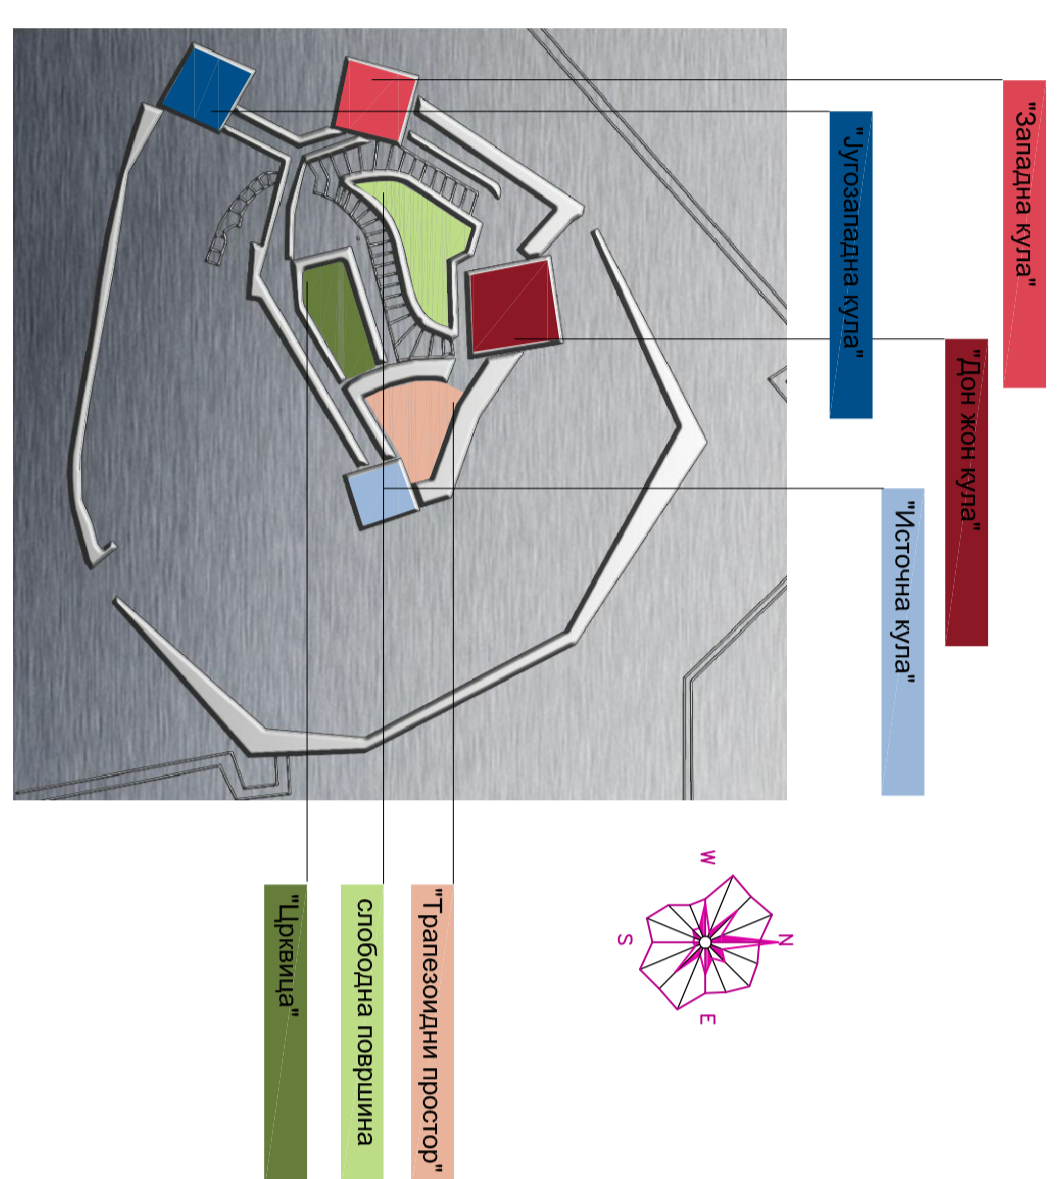 "Западна кула"
"Дон жон кула"
"Источна кула"
"Југозападна кула"
N
W
E
S
"Трапезоидни простор"
слободна површина
"Црквица"